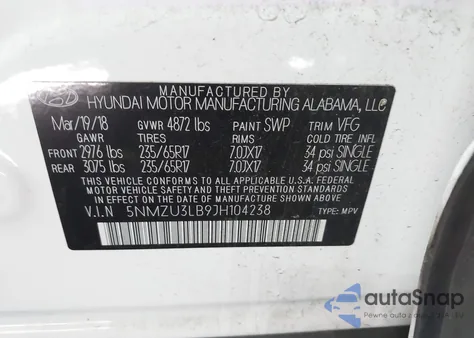 MANUFACTURED BY
HYUNDAI MOTOR MANUFACTURING ALABAMA, LLC
Mar/19/18 GVWR 4872 lbs PAINT SWP TRIM VFG
GAWR TIRES RIMS COLD TIRE INFL
FRONT 2976 lbs 235/65R17 7.0JX17 34 psi SINGLE
REAR 3075 lbs 235/65R17 7.0JX17 34 psi SINGLE
THIS VEHICLE CONFORMS TO ALL APPLICABLE FEDERAL
MOTOR VEHICLE SAFETY STANDARDS IN EFFECT ON
THE DATE OF MANUFACTURE SHOWN ABOVE.
V.I.N 5NMZU3LB9JH104238 TYPE: MPV
autoSnap
Pewne auta z USA